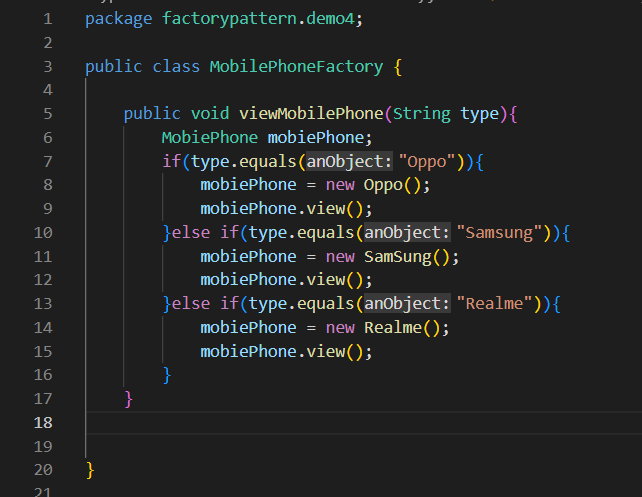 1 package factorypattern.demo4;
2
3 public class MobilePhoneFactory {
4
5     public void viewMobilePhone(String type){
6         MobiePhone mobiePhone;
7         if(type.equals(anObject: "Oppo")){
8             mobiePhone = new Oppo();
9             mobiePhone.view();
10         }else if(type.equals(anObject: "Samsung")){
11             mobiePhone = new SamSung();
12             mobiePhone.view();
13         }else if(type.equals(anObject: "Realme")){
14             mobiePhone = new Realme();
15             mobiePhone.view();
16         }
17     }
18
19
20 }
21